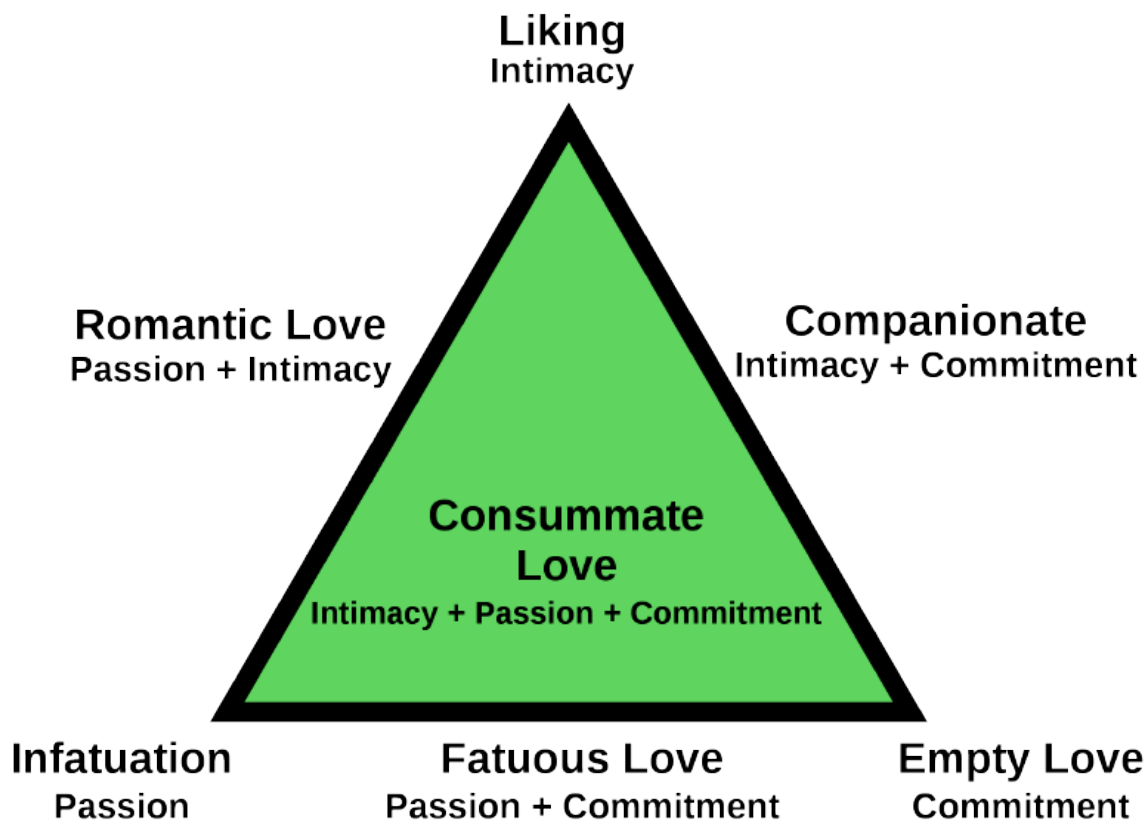 Liking
Intimacy
Romantic Love
Passion + Intimacy
Companionate
Intimacy + Commitment
Consummate
Love
Intimacy + Passion + Commitment
Infatuation
Passion
Fatuous Love
Passion + Commitment
Empty Love
Commitment